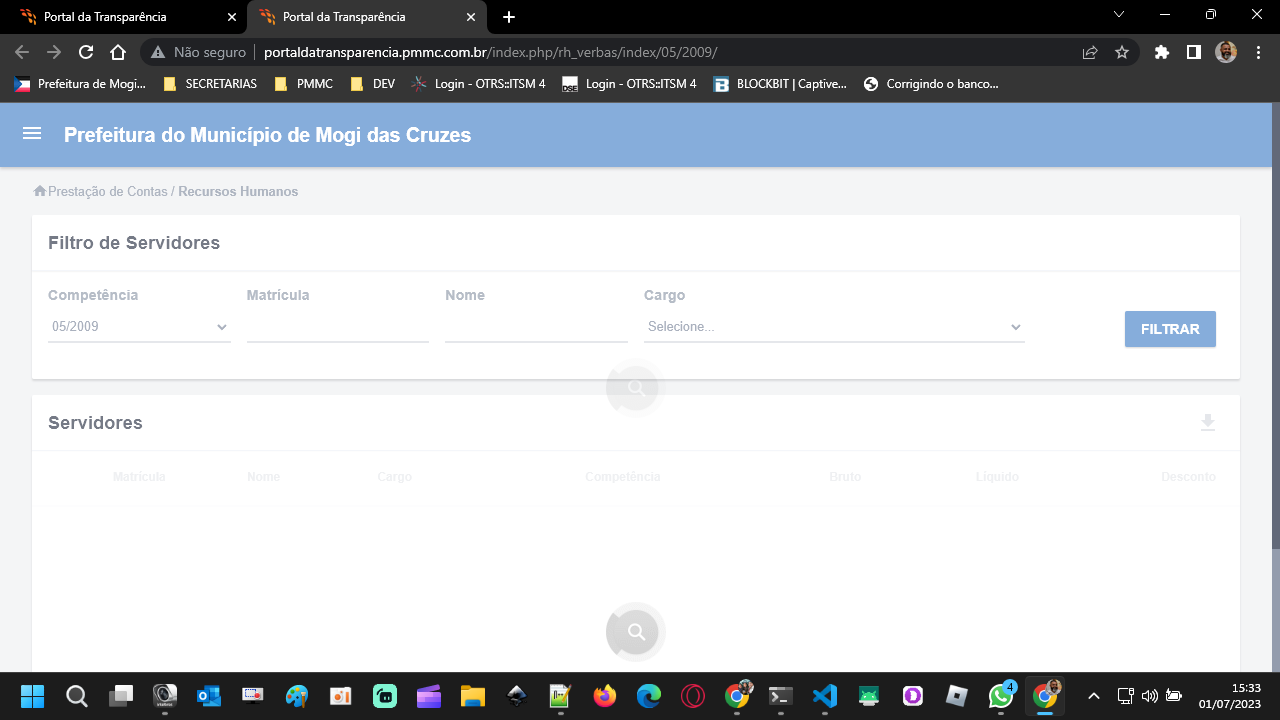 Portal da Transparência
Portal da Transparência
Não seguro
portaldatransparencia.pmmc.com.br/index.php/rh_verbas/index/05/2009/
Prefeitura de Mogi...
SECRETARIAS
PMMC
DEV
Login - OTRS::ITSM 4
Login - OTRS::ITSM 4
BLOCKBIT | Captive...
Corrigindo o banco...
Prefeitura do Município de Mogi das Cruzes
Prestação de Contas / Recursos Humanos
Filtro de Servidores
Competência Matrícula Nome Cargo
05/2009 Selecione... FILTRAR
Servidores
Matrícula Nome Cargo Competência Bruto Líquido Desconto
4
15:33
01/07/2023